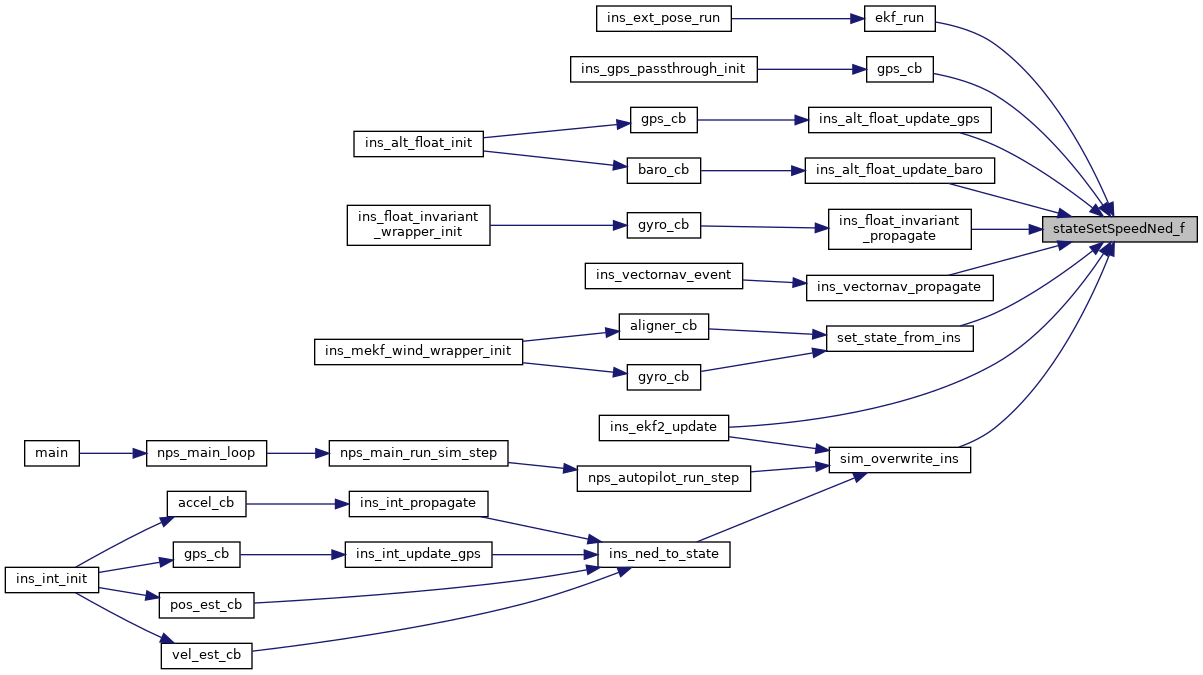 ins_ext_pose_run
ekf_run
ins_gps_passthrough_init
gps_cb
gps_cb
ins_alt_float_update_gps
ins_alt_float_init
baro_cb
ins_alt_float_update_baro
ins_float_invariant
_wrapper_init
gyro_cb
ins_float_invariant
_propagate
stateSetSpeedNed_f
ins_vectornav_event
ins_vectornav_propagate
aligner_cb
set_state_from_ins
ins_mekf_wind_wrapper_init
gyro_cb
ins_ekf2_update
main
nps_main_loop
nps_main_run_sim_step
sim_overwrite_ins
nps_autopilot_run_step
accel_cb
ins_int_propagate
gps_cb
ins_int_update_gps
ins_ned_to_state
ins_int_init
pos_est_cb
vel_est_cb